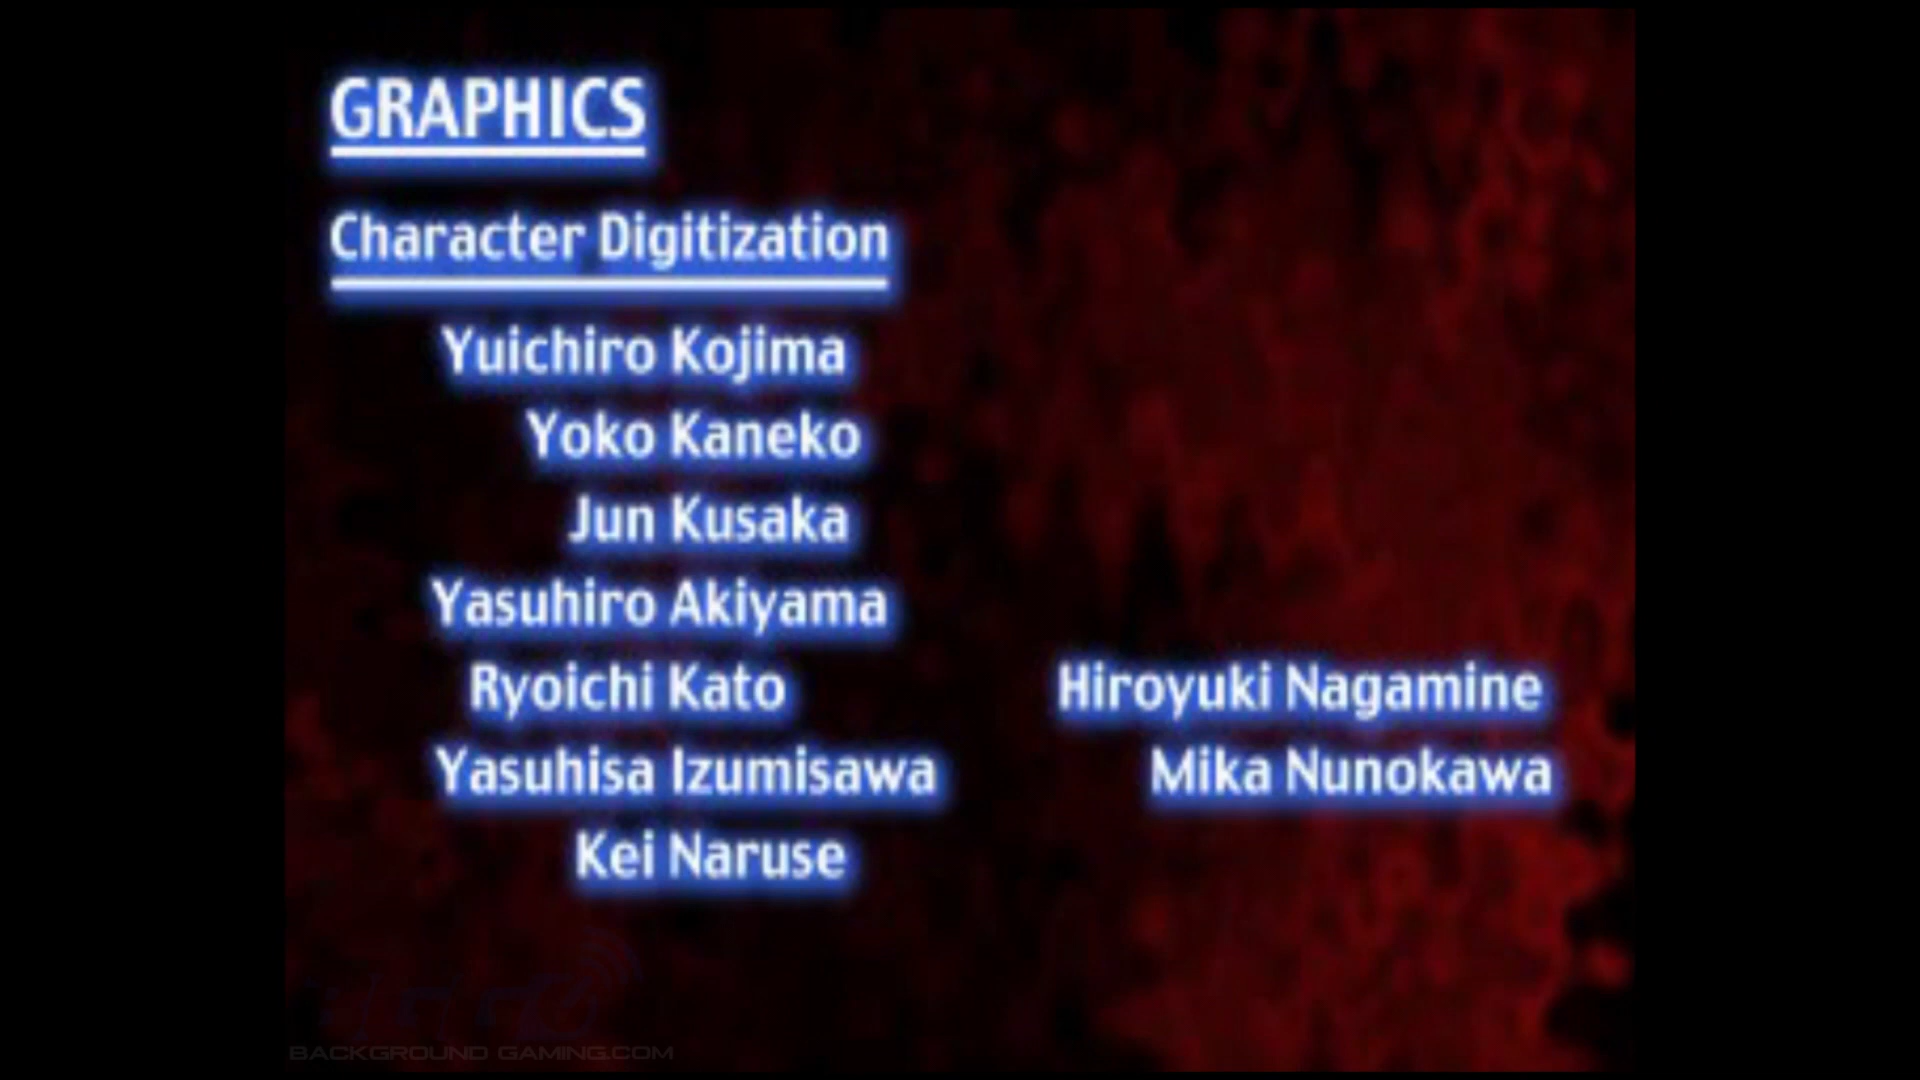 GRAPHICS
Character Digitization
Yuichiro Kojima
Yoko Kaneko
Jun Kusaka
Yasuhiro Akiyama
Ryoichi Kato Hiroyuki Nagamine
Yasuhisa Izumisawa Mika Nunokawa
Kei Naruse
BACKGROUND GAMING.COM